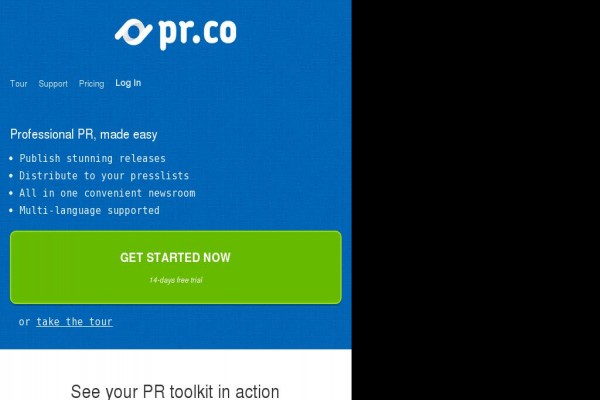 pr.co
Tour Support Pricing Log In
Professional PR, made easy
• Publish stunning releases
• Distribute to your presslists
• All in one convenient newsroom
• Multi-language supported
GET STARTED NOW
14-days free trial
or take the tour
See your PR toolkit in action